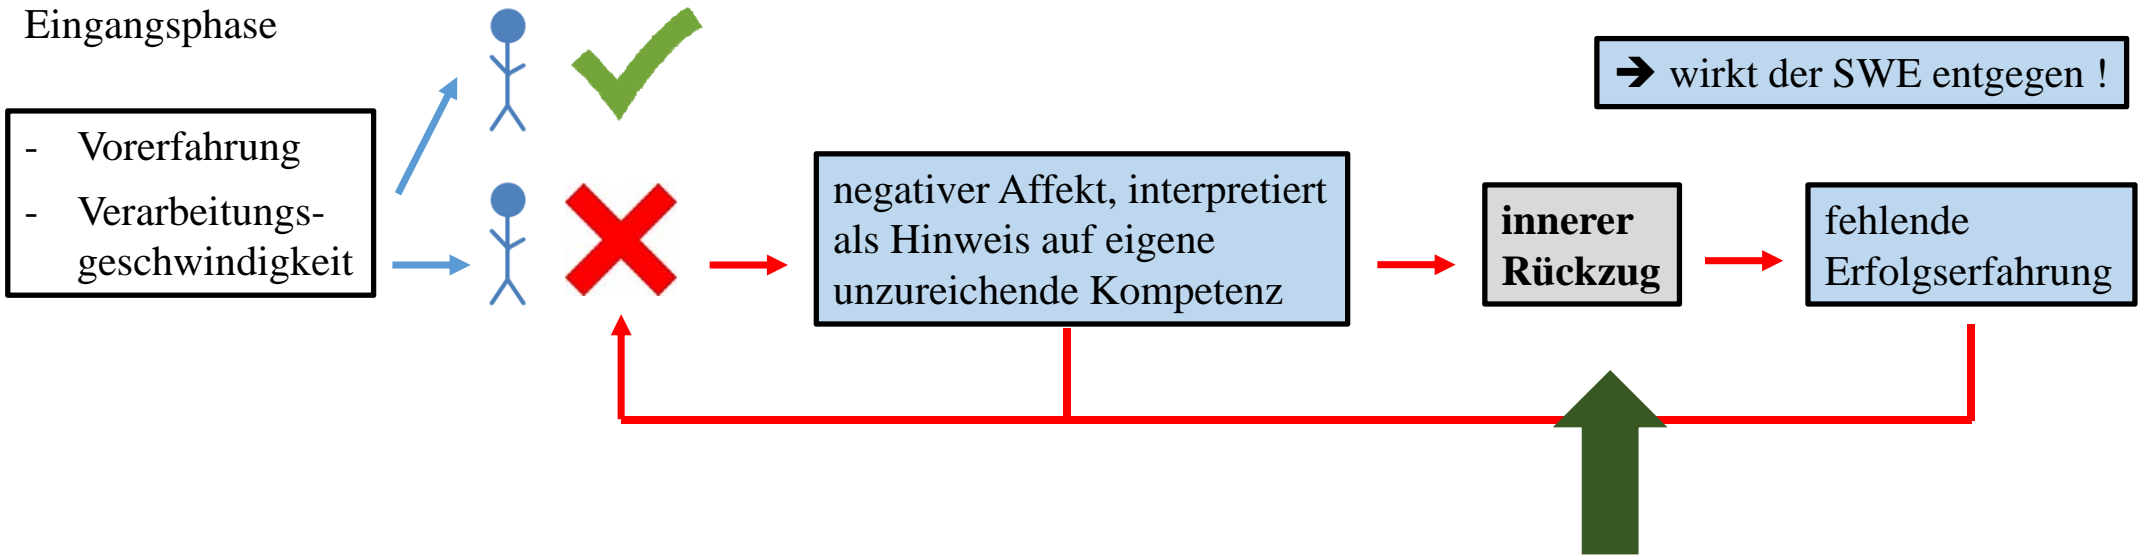 Eingangsphase
➔ wirkt der SWE entgegen !
- Vorerfahrung
- Verarbeitungs-
geschwindigkeit
negativer Affekt, interpretiert
als Hinweis auf eigene
unzureichende Kompetenz
innerer
Rückzug
fehlende
Erfolgserfahrung